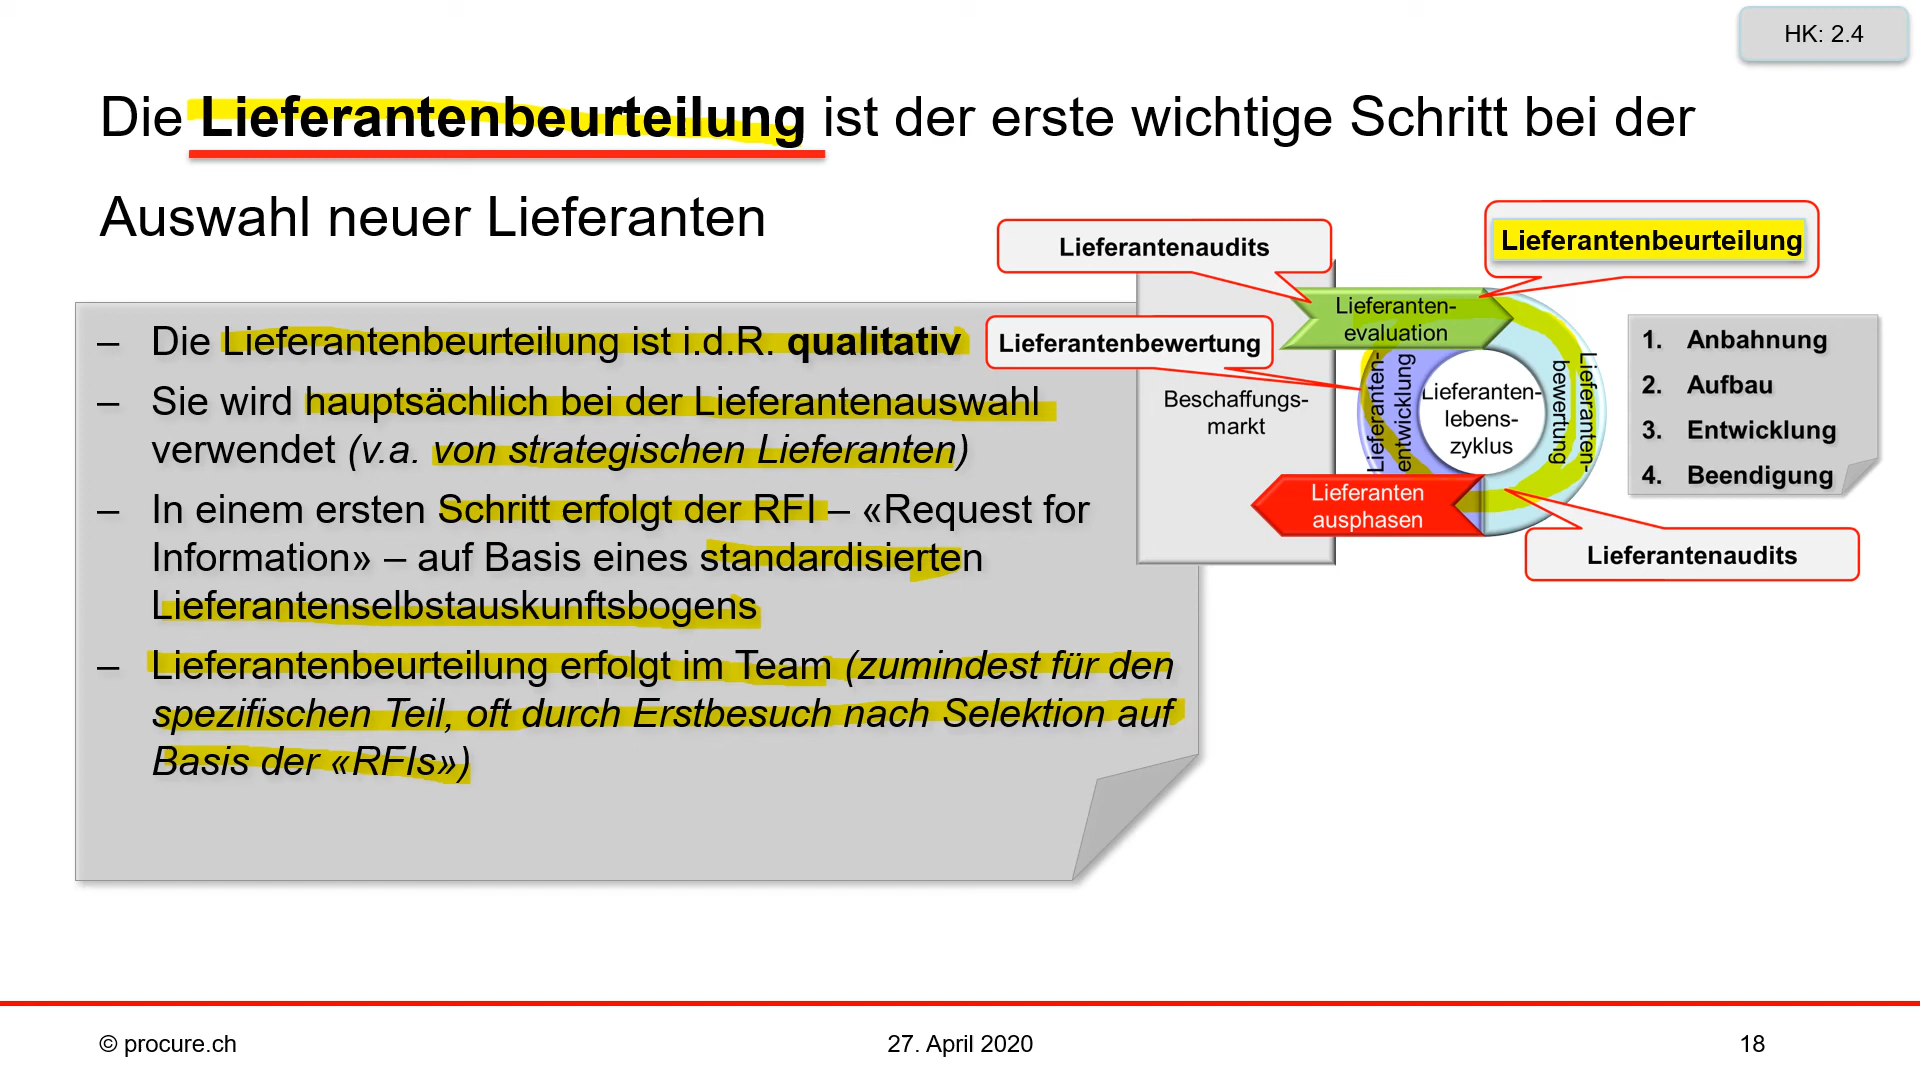 HK: 2.4
Die Lieferantenbeurteilung ist der erste wichtige Schritt bei der
Auswahl neuer Lieferanten
– Die Lieferantenbeurteilung ist i.d.R. qualitativ
– Sie wird hauptsächlich bei der Lieferantenauswahl
verwendet (v.a. von strategischen Lieferanten)
– In einem ersten Schritt erfolgt der RFI – «Request for
Information» – auf Basis eines standardisierten
Lieferantenselbstauskunftsbogens
– Lieferantenbeurteilung erfolgt im Team (zumindest für den
spezifischen Teil, oft durch Erstbesuch nach Selektion auf
Basis der «RFIs»)
Lieferantenaudits
Lieferantenbeurteilung
Lieferantenbewertung
Beschaffungs-
markt
Lieferanten-
evaluation
Lieferanten-
entwicklung
Lieferanten-
lebens-
zyklus
Lieferanten-
bewertung
Lieferanten
ausphasen
Lieferantenaudits
1. Anbahnung
2. Aufbau
3. Entwicklung
4. Beendigung
© procure.ch
27. April 2020
18